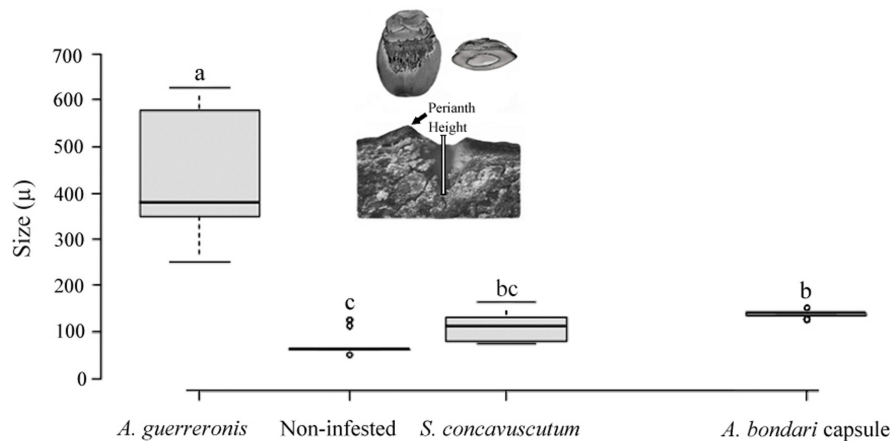 700
600
500
400
300
200
100
0
Size (μ)
a
c
bc
b
Perianth
Height
A. guerreronis
Non-infested
S. concavuscutum
A. bondari capsule